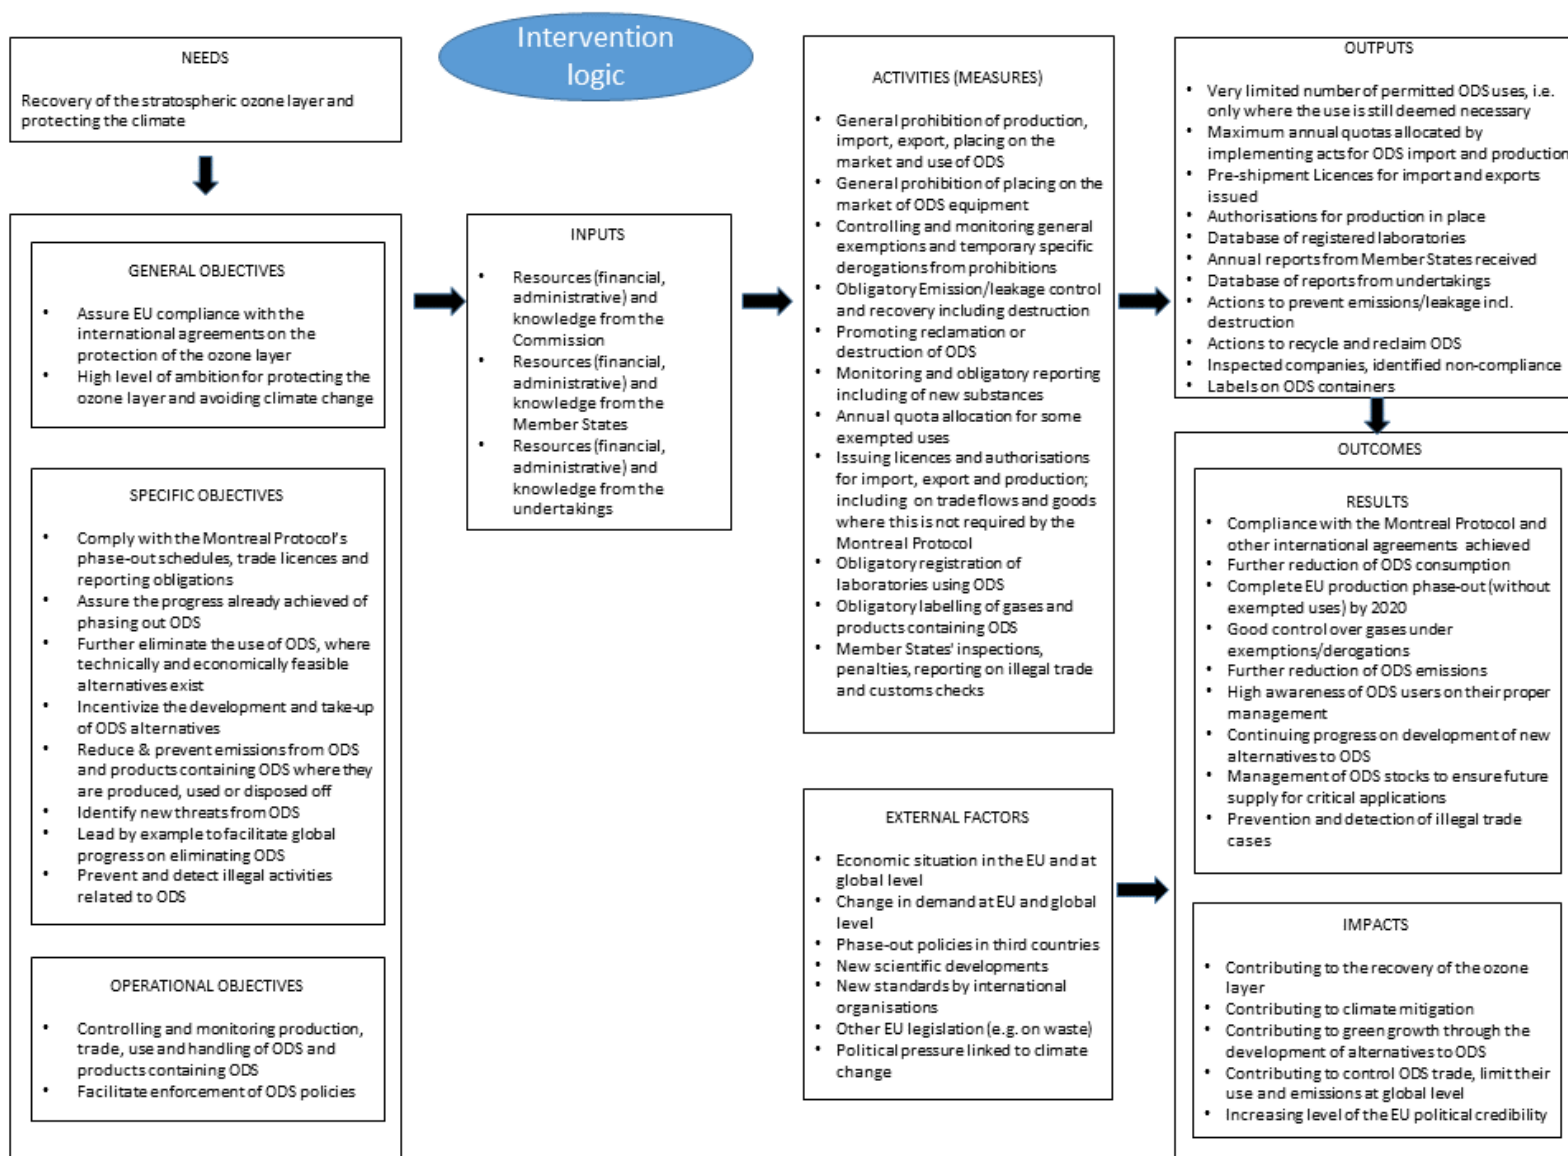 Intervention
logic
NEEDS
Recovery of the stratospheric ozone layer and
protecting the climate
GENERAL OBJECTIVES
• Assure EU compliance with the
international agreements on the
protection of the ozone layer
• High level of ambition for protecting the
ozone layer and avoiding climate change
SPECIFIC OBJECTIVES
• Comply with the Montreal Protocol's
phase-out schedules, trade licences and
reporting obligations
• Assure the progress already achieved of
phasing out ODS
• Further eliminate the use of ODS, where
technically and economically feasible
alternatives exist
• Incentivize the development and take-up
of ODS alternatives
• Reduce & prevent emissions from ODS
and products containing ODS where they
are produced, used or disposed off
• Identify new threats from ODS
• Lead by example to facilitate global
progress on eliminating ODS
• Prevent and detect illegal activities
related to ODS
OPERATIONAL OBJECTIVES
• Controlling and monitoring production,
trade, use and handling of ODS and
products containing ODS
• Facilitate enforcement of ODS policies
INPUTS
• Resources (financial,
administrative) and
knowledge from the
Commission
• Resources (financial,
administrative) and
knowledge from the
Member States
• Resources (financial,
administrative) and
knowledge from the
undertakings
ACTIVITIES (MEASURES)
• General prohibition of production,
import, export, placing on the
market and use of ODS
• General prohibition of placing on the
market of ODS equipment
• Controlling and monitoring general
exemptions and temporary specific
derogations from prohibitions
• Obligatory Emission/leakage control
and recovery including destruction
• Promoting reclamation or
destruction of ODS
• Monitoring and obligatory reporting
including of new substances
• Annual quota allocation for some
exempted uses
• Issuing licences and authorisations
for import, export and production;
including on trade flows and goods
where this is not required by the
Montreal Protocol
• Obligatory registration of
laboratories using ODS
• Obligatory labelling of gases and
products containing ODS
• Member States' inspections,
penalties, reporting on illegal trade
and customs checks
EXTERNAL FACTORS
• Economic situation in the EU and at
global level
• Change in demand at EU and global
level
• Phase-out policies in third countries
• New scientific developments
• New standards by international
organisations
• Other EU legislation (e.g. on waste)
• Political pressure linked to climate
change
OUTPUTS
• Very limited number of permitted ODS uses, i.e.
only where the use is still deemed necessary
• Maximum annual quotas allocated by
implementing acts for ODS import and production
• Pre-shipment Licences for import and exports
issued
• Authorisations for production in place
• Database of registered laboratories
• Annual reports from Member States received
• Database of reports from undertakings
• Actions to prevent emissions/leakage incl.
destruction
• Actions to recycle and reclaim ODS
• Inspected companies, identified non-compliance
• Labels on ODS containers
OUTCOMES
RESULTS
• Compliance with the Montreal Protocol and
other international agreements achieved
• Further reduction of ODS consumption
• Complete EU production phase-out (without
exempted uses) by 2020
• Good control over gases under
exemptions/derogations
• Further reduction of ODS emissions
• High awareness of ODS users on their proper
management
• Continuing progress on development of new
alternatives to ODS
• Management of ODS stocks to ensure future
supply for critical applications
• Prevention and detection of illegal trade
cases
IMPACTS
• Contributing to the recovery of the ozone
layer
• Contributing to climate mitigation
• Contributing to green growth through the
development of alternatives to ODS
• Contributing to control ODS trade, limit their
use and emissions at global level
• Increasing level of the EU political credibility